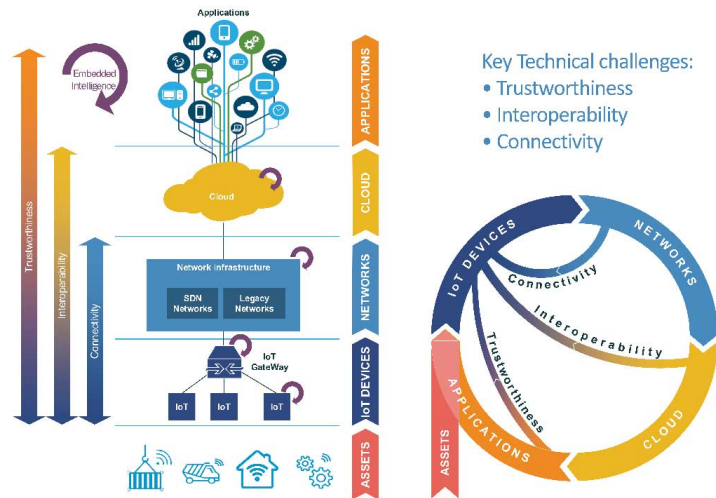 Applications
Embedded
Intelligence
Trustworthiness
Interoperability
Connectivity
Cloud
Network Infrastructure
SDN
Networks
Legacy
Networks
IoT
GateWay
IoT
IoT
IoT
APPLICATIONS
CLOUD
NETWORKS
IoT DEVICES
ASSETS
Key Technical challenges:
• Trustworthiness
• Interoperability
• Connectivity
IoT DEVICES
NETWORKS
Connectivity
Interoperability
Trustworthiness
APPLICATIONS
CLOUD
ASSETS